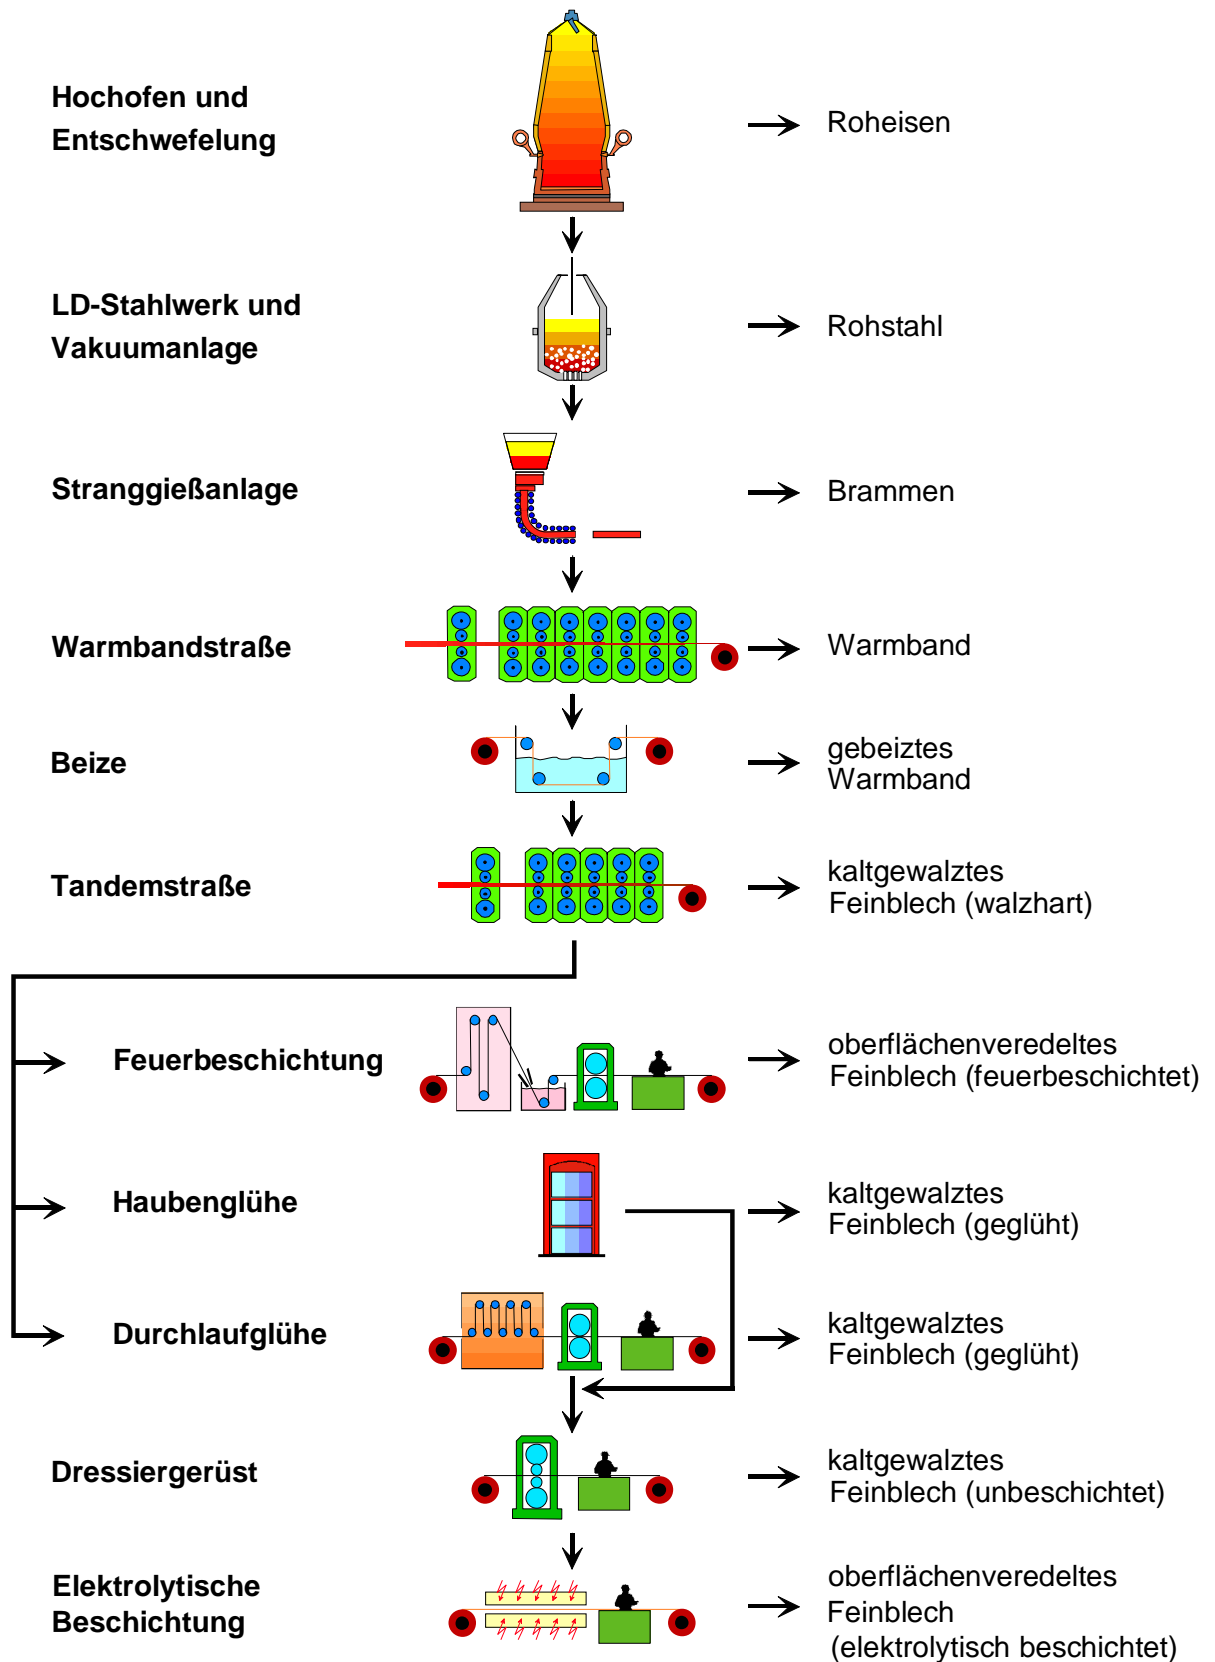 Hochofen und
Entschwefelung
Roheisen
LD-Stahlwerk und
Vakuumanlage
Rohstahl
Stranggießanlage
Brammen
Warmbandstraße
Warmband
Beize
gebeiztes
Warmband
Tandemstraße
kaltgewalztes
Feinblech (walzhart)
Feuerbeschichtung
oberflächenveredeltes
Feinblech (feuerbeschichtet)
Haubenglühe
kaltgewalztes
Feinblech (geglüht)
Durchlaufglühe
kaltgewalztes
Feinblech (geglüht)
Dressiergerüst
kaltgewalztes
Feinblech (unbeschichtet)
Elektrolytische
Beschichtung
oberflächenveredeltes
Feinblech
(elektrolytisch beschichtet)